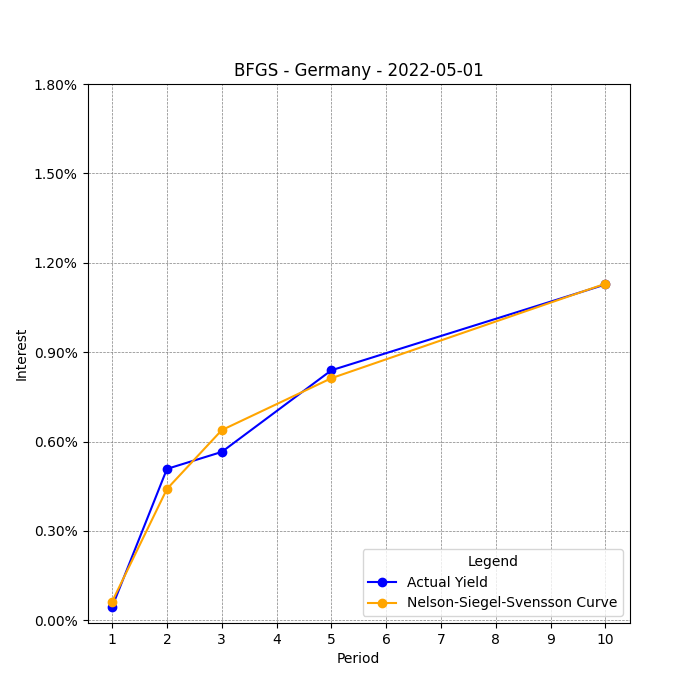 BFGS - Germany - 2022-05-01
1.80%
1.50%
1.20%
0.90%
0.60%
0.30%
0.00%
Interest
1 2 3 4 5 6 7 8 9 10
Period
Legend
Actual Yield
Nelson-Siegel-Svensson Curve